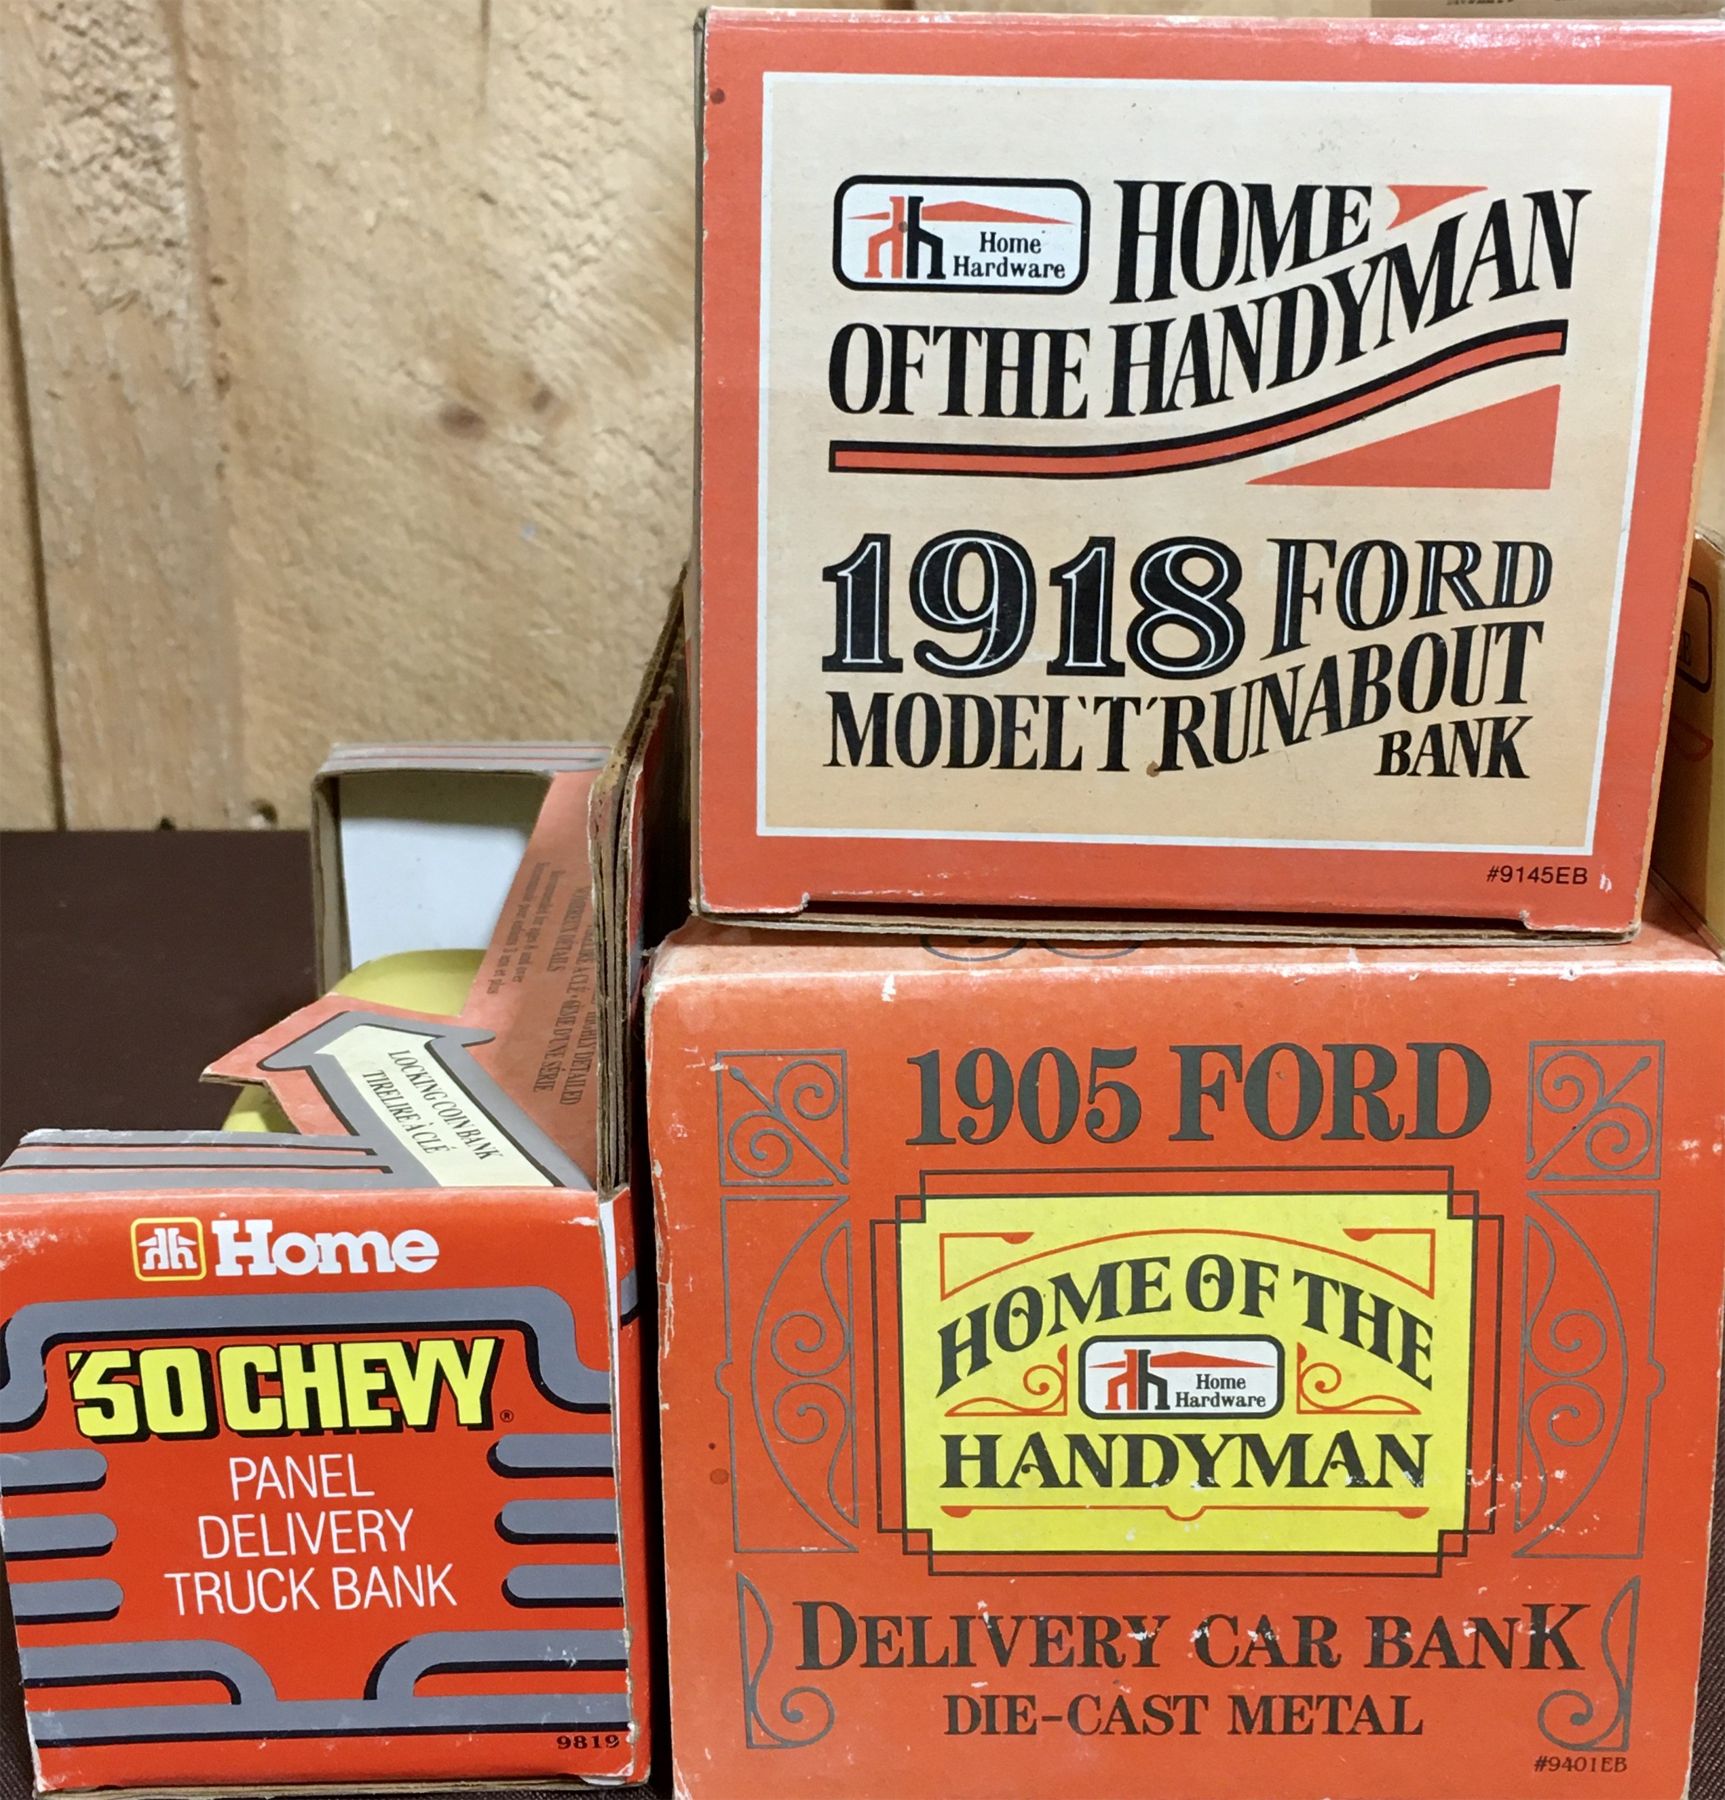 Home
Hardware
HOME
OF THE HANDYMAN
1918 FORD
MODEL 'T' RUNABOUT
BANK
#9145EB
LOCKING COIN BANK
TIRELIRE À CLÉ
Home
'50 CHEVY®
PANEL
DELIVERY
TRUCK BANK
9819
1905 FORD
HOME OF THE
Home
Hardware
HANDYMAN
DELIVERY CAR BANK
DIE-CAST METAL
#9401EB